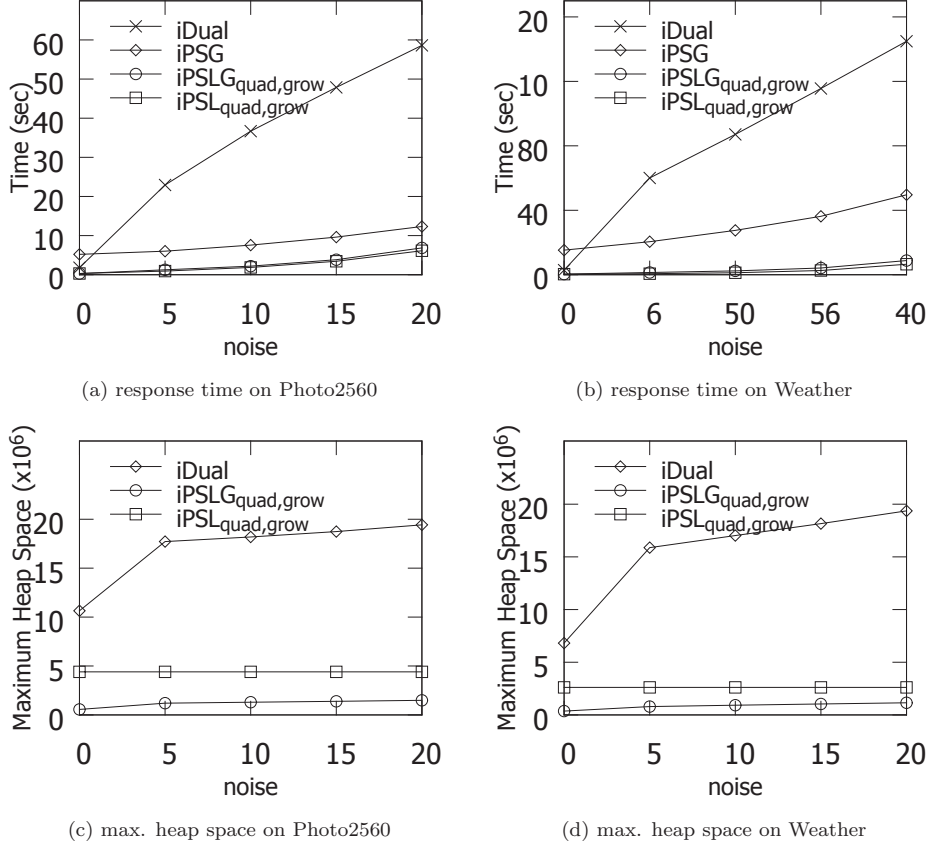 60
50
40
30
20
10
0
Time (sec)
iDual
iPSG
iPSLGquad,grow
iPSLquad,grow
0 5 10 15 20
noise
(a) response time on Photo2560
20
10
80
40
0
Time (sec)
iDual
iPSG
iPSLGquad,grow
iPSLquad,grow
0 6 50 56 40
noise
(b) response time on Weather
20
15
10
5
0
Maximum Heap Space (x10⁶)
iDual
iPSLGquad,grow
iPSLquad,grow
0 5 10 15 20
noise
(c) max. heap space on Photo2560
20
15
10
5
0
Maximum Heap Space (x10⁶)
iDual
iPSLGquad,grow
iPSLquad,grow
0 5 10 15 20
noise
(d) max. heap space on Weather